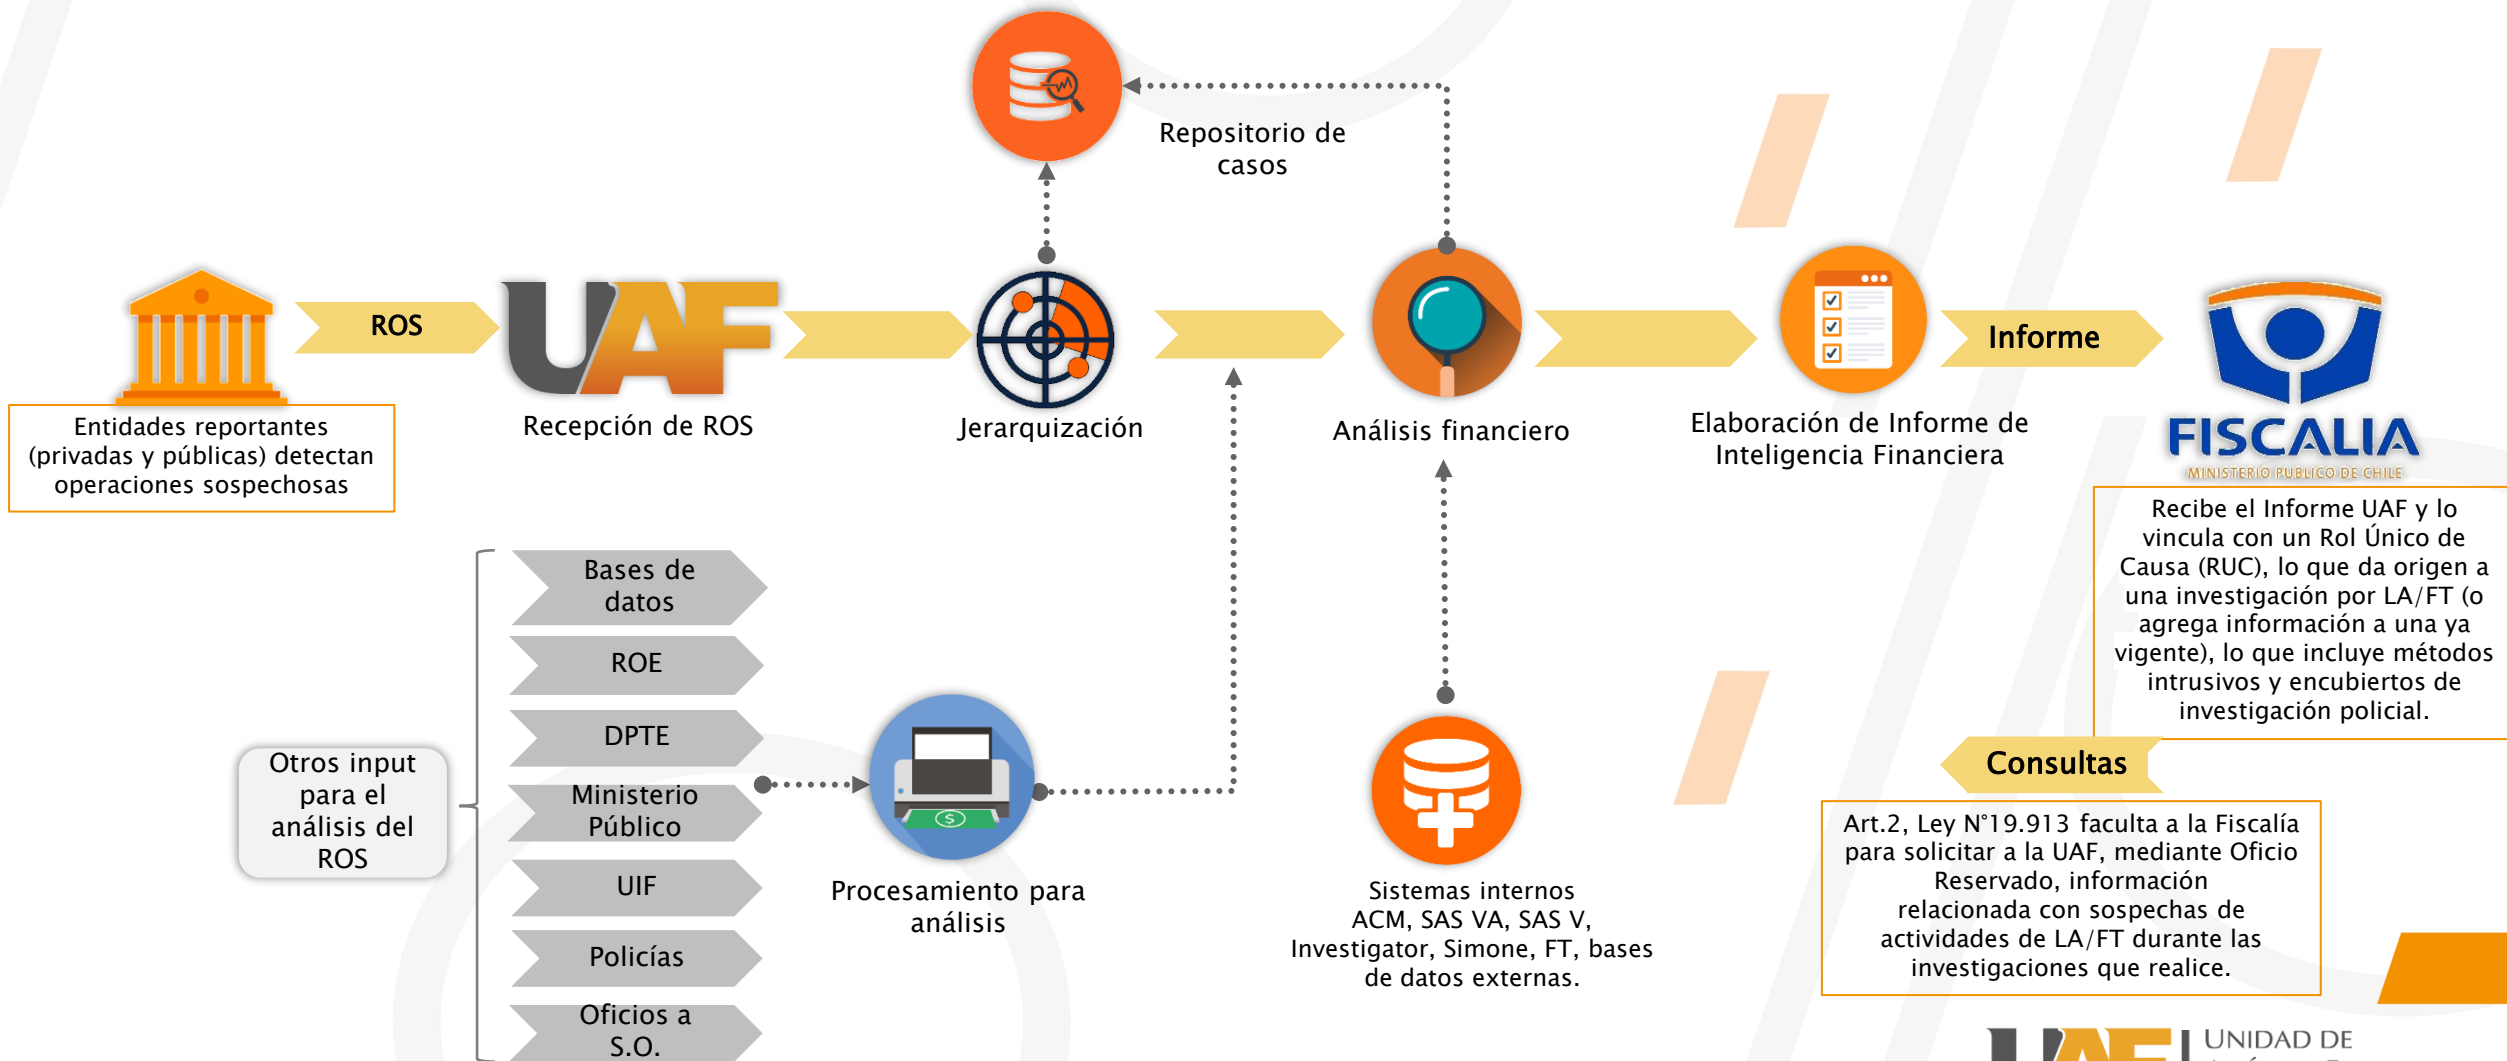 Repositorio de
casos
ROS
UAF
Informe
FISCALIA
MINISTERIO PUBLICO DE CHILE
Entidades reportantes
(privadas y públicas) detectan
operaciones sospechosas
Recepción de ROS
Jerarquización
Análisis financiero
Elaboración de Informe de
Inteligencia Financiera
Recibe el Informe UAF y lo
vincula con un Rol Único de
Causa (RUC), lo que da origen a
una investigación por LA/FT (o
agrega información a una ya
vigente), lo que incluye métodos
intrusivos y encubiertos de
investigación policial.
Otros input
para el
análisis del
ROS
Bases de
datos
ROE
DPTE
Ministerio
Público
UIF
Policías
Oficios a
S.O.
Procesamiento para
análisis
Sistemas internos
ACM, SAS VA, SAS V,
Investigator, Simone, FT, bases
de datos externas.
Consultas
Art.2, Ley N°19.913 faculta a la Fiscalía
para solicitar a la UAF, mediante Oficio
Reservado, información
relacionada con sospechas de
actividades de LA/FT durante las
investigaciones que realice.
UAF
UNIDAD DE